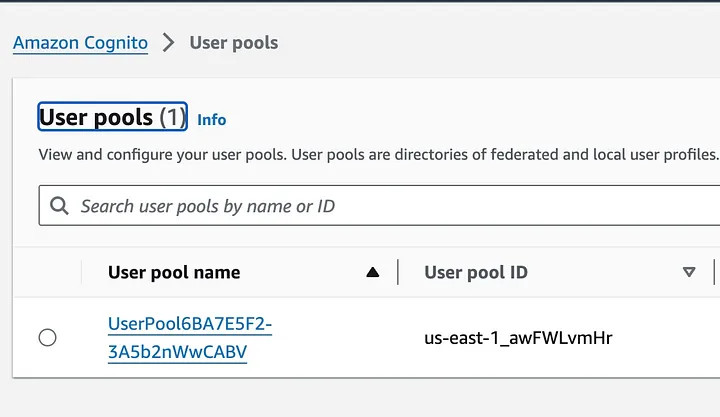 Amazon Cognito > User pools
User pools (1) Info
View and configure your user pools. User pools are directories of federated and local user profiles.
Search user pools by name or ID
User pool name User pool ID
UserPool6BA7E5F2-
3A5b2nWwCABV
us-east-1_awFWLvmHr